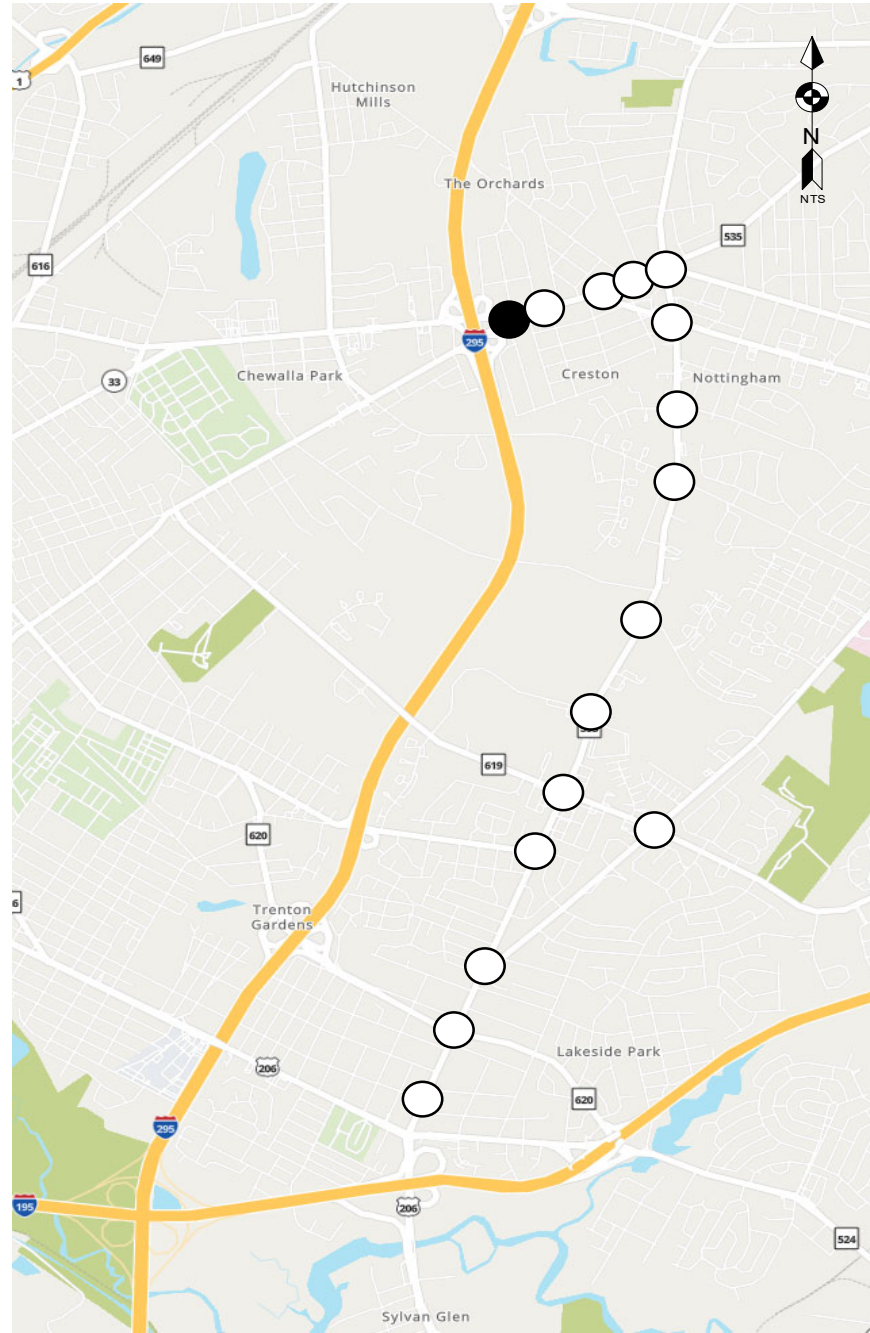 649
1
Hutchinson
Mills
N
NTS
The Orchards
535
616
295
33
Chewalla Park
Creston
Nottingham
619
620
Trenton
Gardens
6
206
Lakeside Park
620
295
195
206
524
Sylvan Glen